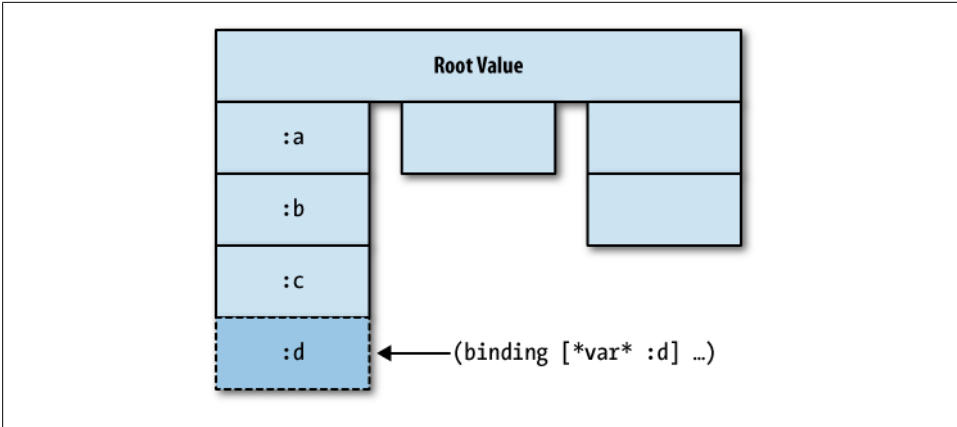 Root Value
:a
:b
:c
:d
(binding [*var* :d] …)